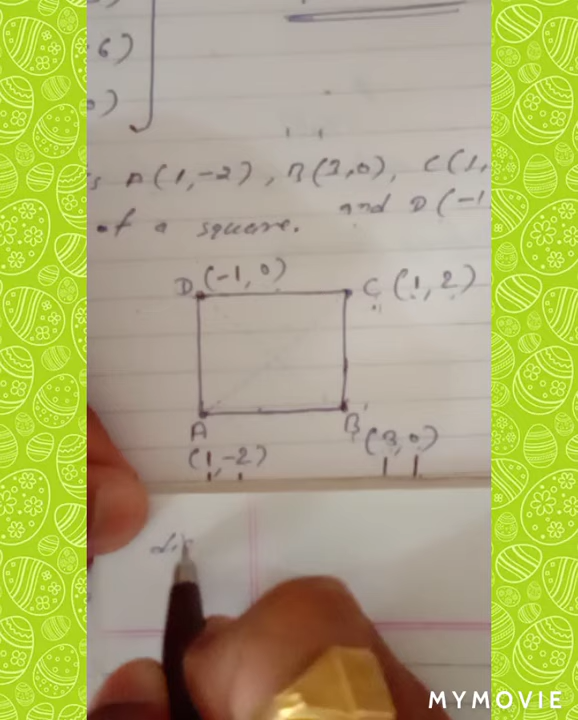 6)
0)
A(1,-2), B(3,0), C(1,
of a square. and D(-1
D (-1, 0)
C (1, 2)
A
B (3, 0)
(1,-2)
MYMOVIE